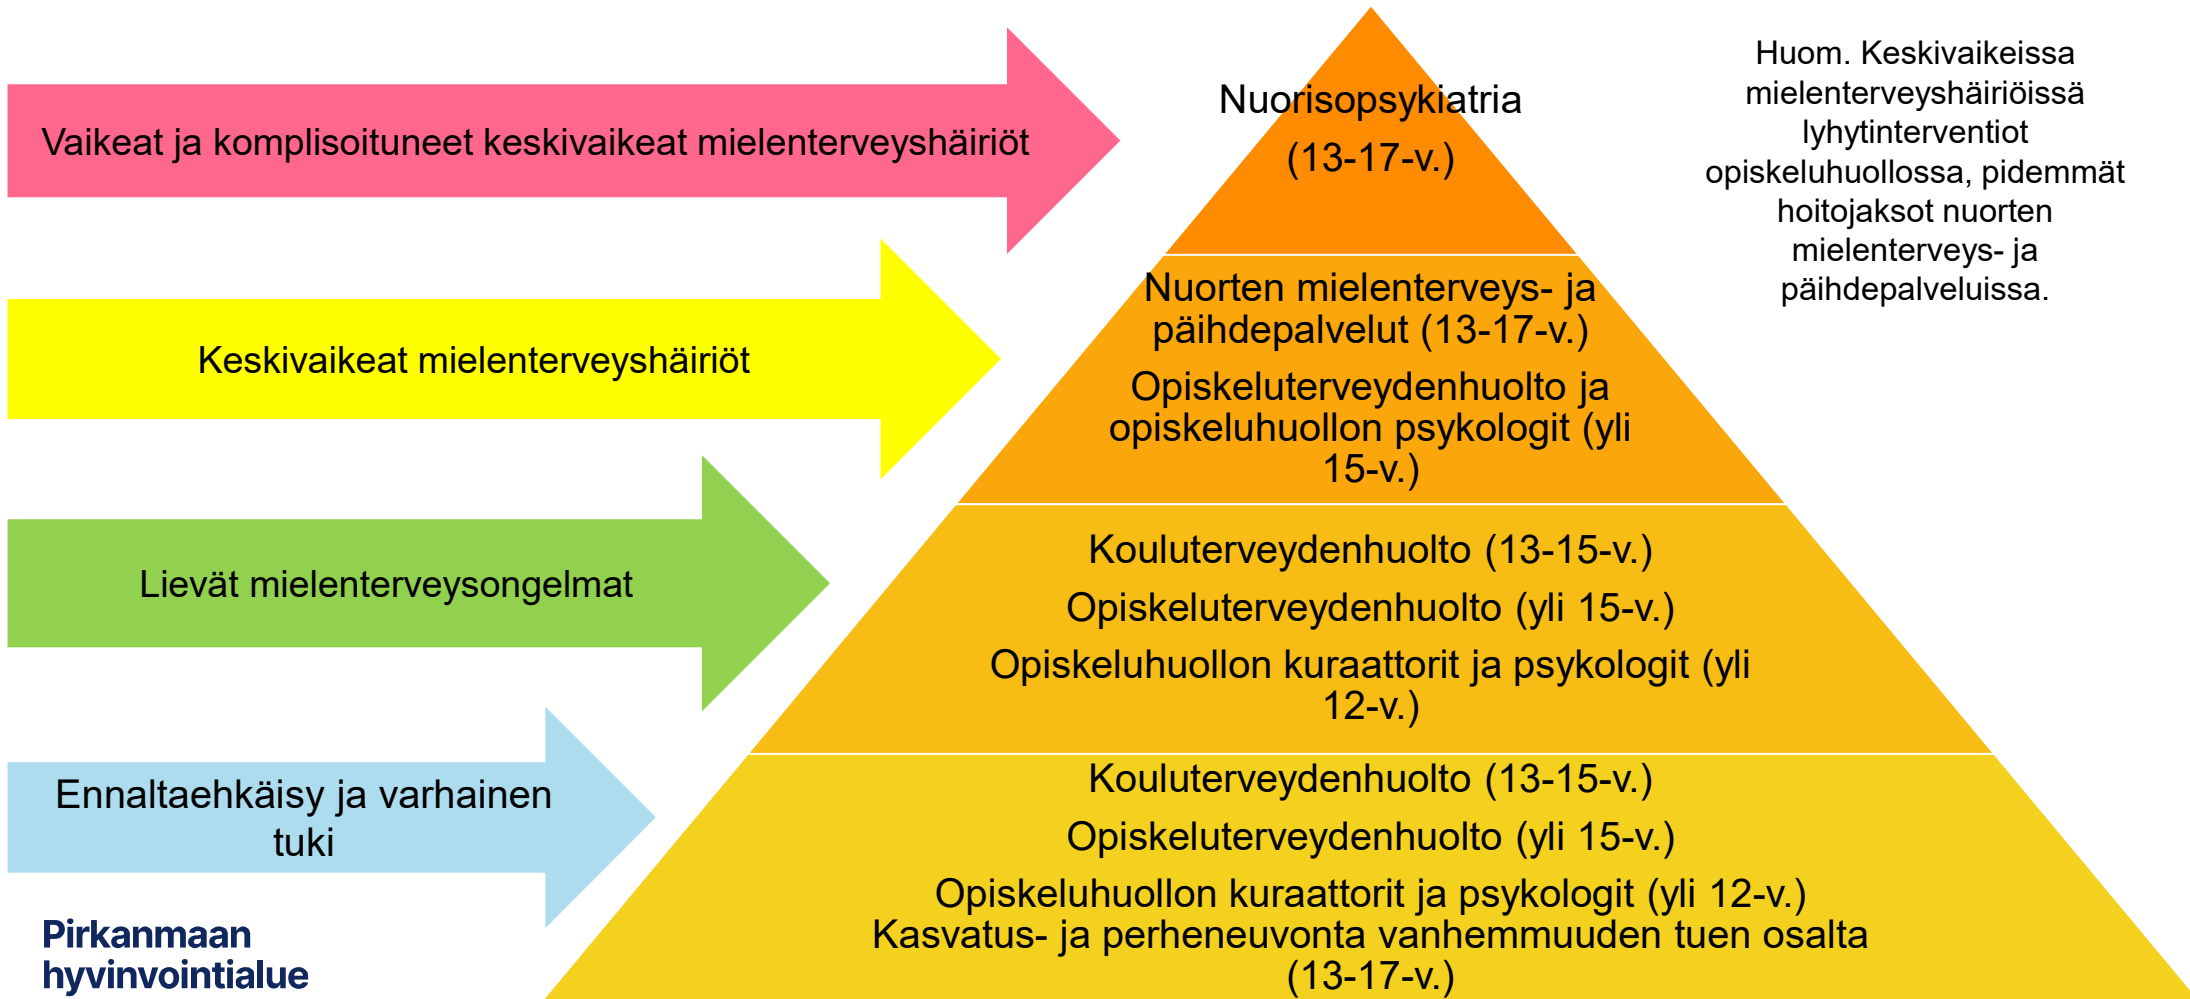 Vaikeat ja komplisoituneet keskivaikeat mielenterveyshäiriöt
Keskivaikeat mielenterveyshäiriöt
Lievät mielenterveysongelmat
Ennaltaehkäisy ja varhainen
tuki
Nuorisopsykiatria
(13-17-v.)
Nuorten mielenterveys- ja
päihdepalvelut (13-17-v.)
Opiskeluterveydenhuolto ja
opiskeluhuollon psykologit (yli
15-v.)
Kouluterveydenhuolto (13-15-v.)
Opiskeluterveydenhuolto (yli 15-v.)
Opiskeluhuollon kuraattorit ja psykologit (yli
12-v.)
Kouluterveydenhuolto (13-15-v.)
Opiskeluterveydenhuolto (yli 15-v.)
Opiskeluhuollon kuraattorit ja psykologit (yli 12-v.)
Kasvatus- ja perheneuvonta vanhemmuuden tuen osalta
(13-17-v.)
Huom. Keskivaikeissa
mielenterveyshäiriöissä
lyhytinterventiot
opiskeluhuollossa, pidemmät
hoitojaksot nuorten
mielenterveys- ja
päihdepalveluissa.
Pirkanmaan
hyvinvointialue